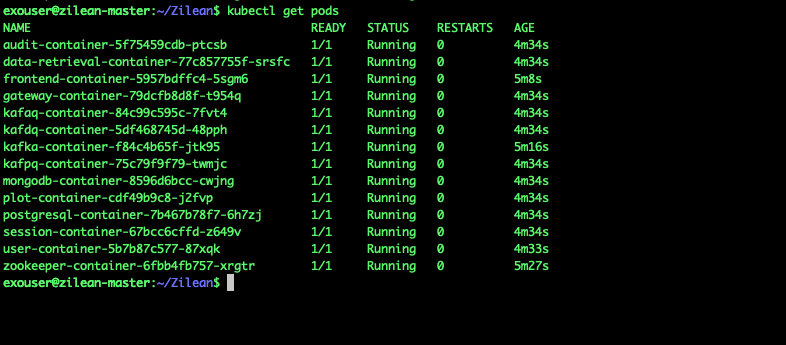 exouser@zilean-master:~/Zilean$ kubectl get pods
NAME READY STATUS RESTARTS AGE
audit-container-5f75459cdb-ptcsb 1/1 Running 0 4m34s
data-retrieval-container-77c857755f-srsfc 1/1 Running 0 4m34s
frontend-container-5957bdffc4-5sgm6 1/1 Running 0 5m8s
gateway-container-79dcfb8d8f-t954q 1/1 Running 0 4m34s
kafaq-container-84c99c595c-7fvt4 1/1 Running 0 4m34s
kafdq-container-5df468745d-48pph 1/1 Running 0 4m34s
kafka-container-f84c4b65f-jtk95 1/1 Running 0 5m16s
kafpq-container-75c79f9f79-twmjc 1/1 Running 0 4m34s
mongodb-container-8596d6bcc-cwjng 1/1 Running 0 4m34s
plot-container-cdf49b9c8-j2fvp 1/1 Running 0 4m34s
postgresql-container-7b467b78f7-6h7zj 1/1 Running 0 4m34s
session-container-67bcc6cffd-z649v 1/1 Running 0 4m34s
user-container-5b7b87c577-87xqk 1/1 Running 0 4m33s
zookeeper-container-6fbb4fb757-xrgtr 1/1 Running 0 5m27s
exouser@zilean-master:~/Zilean$